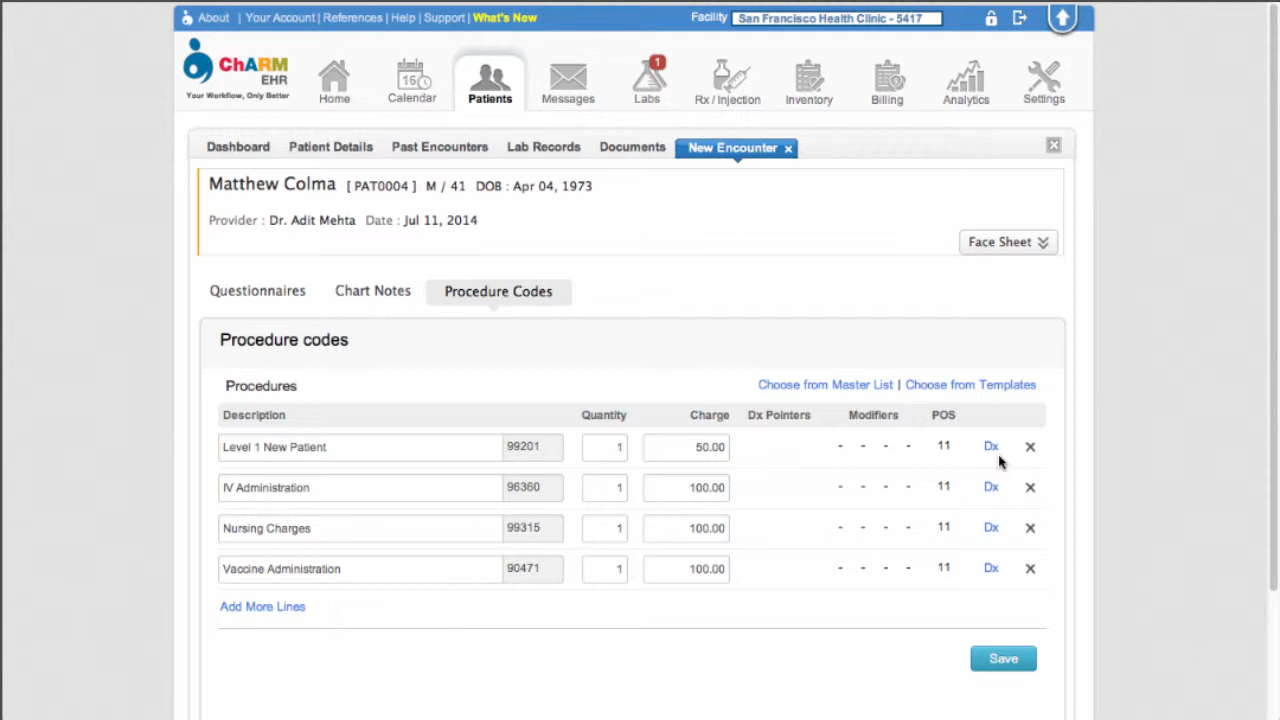 About | Your Account | References | Help | Support | What's New Facility San Francisco Health Clinic - 5417
ChARM
EHR
Your Workflow, Only Better
16
1
Home Calendar Patients Messages Labs Rx / Injection Inventory Billing Analytics Settings
Dashboard Patient Details Past Encounters Lab Records Documents New Encounter x
Matthew Colma [ PAT0004 ] M / 41 DOB : Apr 04, 1973
Provider : Dr. Adit Mehta Date : Jul 11, 2014
Face Sheet
Questionnaires Chart Notes Procedure Codes
Procedure codes
Procedures Choose from Master List | Choose from Templates
Description Quantity Charge Dx Pointers Modifiers POS
Level 1 New Patient 99201 1 50.00 - - - - 11 Dx ×
IV Administration 96360 1 100.00 - - - - 11 Dx ×
Nursing Charges 99315 1 100.00 - - - - 11 Dx ×
Vaccine Administration 90471 1 100.00 - - - - 11 Dx ×
Add More Lines
Save